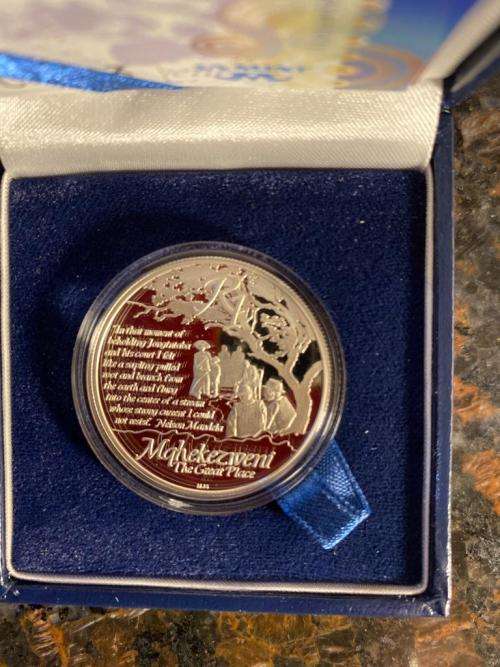 R1
"In that moment of
beholding Jongintaba
and his court I felt
like a sapling pulled
root and branch from
the earth and flung
into the center of a stream
whose strong current I could
not resist". Nelson Mandela
Mqhekezweni
The Great Place